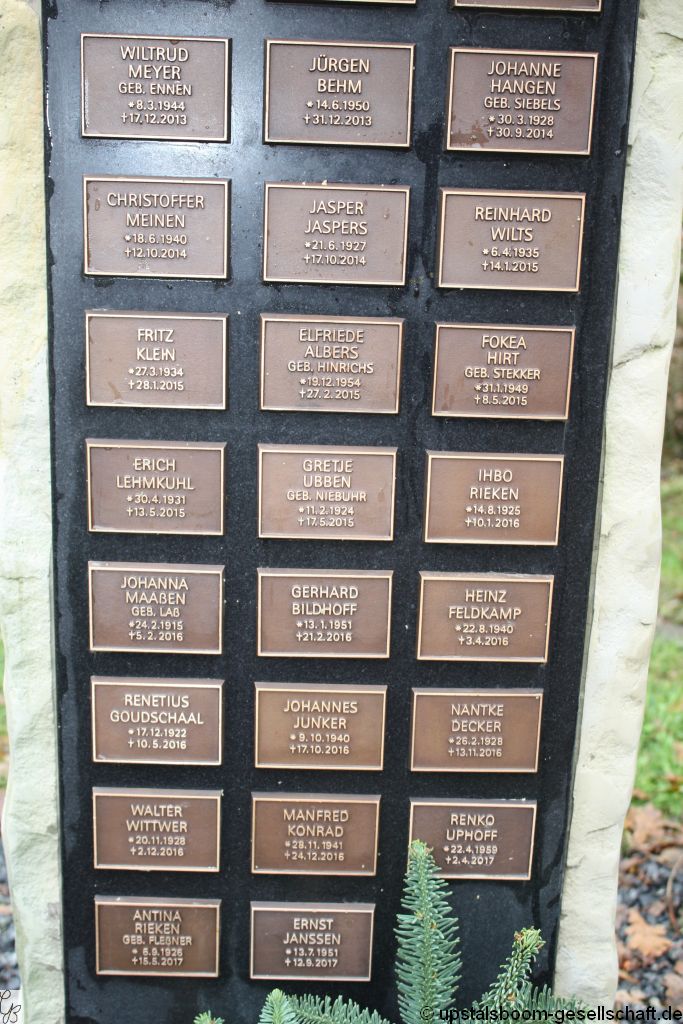 WILTRUD
MEYER
GEB. ENNEN
*8.3.1944
†17.12.2013
JÜRGEN
BEHM
*14.6.1950
†31.12.2013
JOHANNE
HANGEN
GEB. SIEBELS
*30.3.1928
†30.9.2014
CHRISTOFFER
MEINEN
*18.6.1940
†12.10.2014
JASPER
JASPERS
*21.6.1927
†17.10.2014
REINHARD
WILTS
*6.4.1935
†14.1.2015
FRITZ
KLEIN
*27.3.1934
†28.1.2015
ELFRIEDE
ALBERS
GEB. HINRICHS
*19.12.1954
†27.2.2015
FOKEA
HIRT
GEB. STEKKER
*31.1.1949
†8.5.2015
ERICH
LEHMKUHL
*30.4.1931
†13.5.2015
GRETJE
UBBEN
GEB. NIEBUHR
*11.2.1924
†17.5.2015
IHBO
RIEKEN
*14.8.1925
†10.1.2016
JOHANNA
MAAßEN
GEB. LAß
*24.2.1915
†5.2.2016
GERHARD
BILDHOFF
*13.1.1951
†21.2.2016
HEINZ
FELDKAMP
*22.8.1940
†3.4.2016
RENETIUS
GOUDSCHAAL
*17.12.1922
†10.5.2016
JOHANNES
JUNKER
*9.10.1940
†17.10.2016
NANTKE
DECKER
*26.2.1928
†13.11.2016
WALTER
WITTWER
*20.11.1928
†2.12.2016
MANFRED
KONRAD
*28.11.1941
†24.12.2016
RENKO
UPHOFF
*22.4.1959
†2.4.2017
ANTINA
RIEKEN
GEB. FLEßNER
*5.9.1926
†15.5.2017
ERNST
JANSSEN
*13.7.1951
†12.9.2017
© upstalsboom-gesellschaft.de